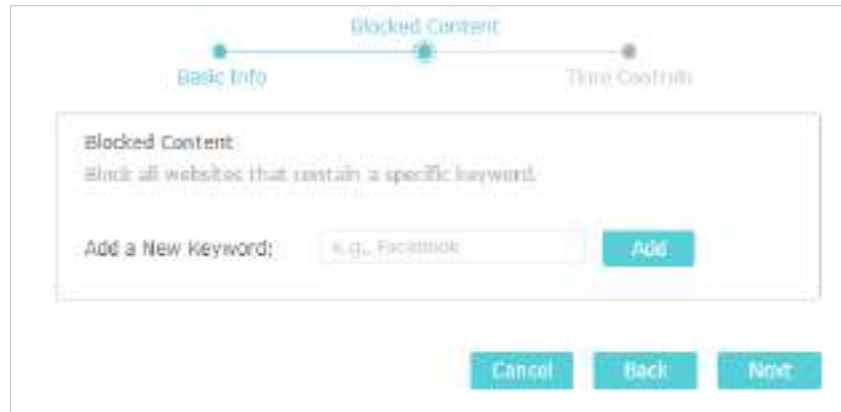 Blocked Content
Basic Info
Time Controls
Blocked Content
Block all websites that contain a specific keyword.
Add a New Keyword:
e.g., Facebook
Add
Cancel
Back
Next